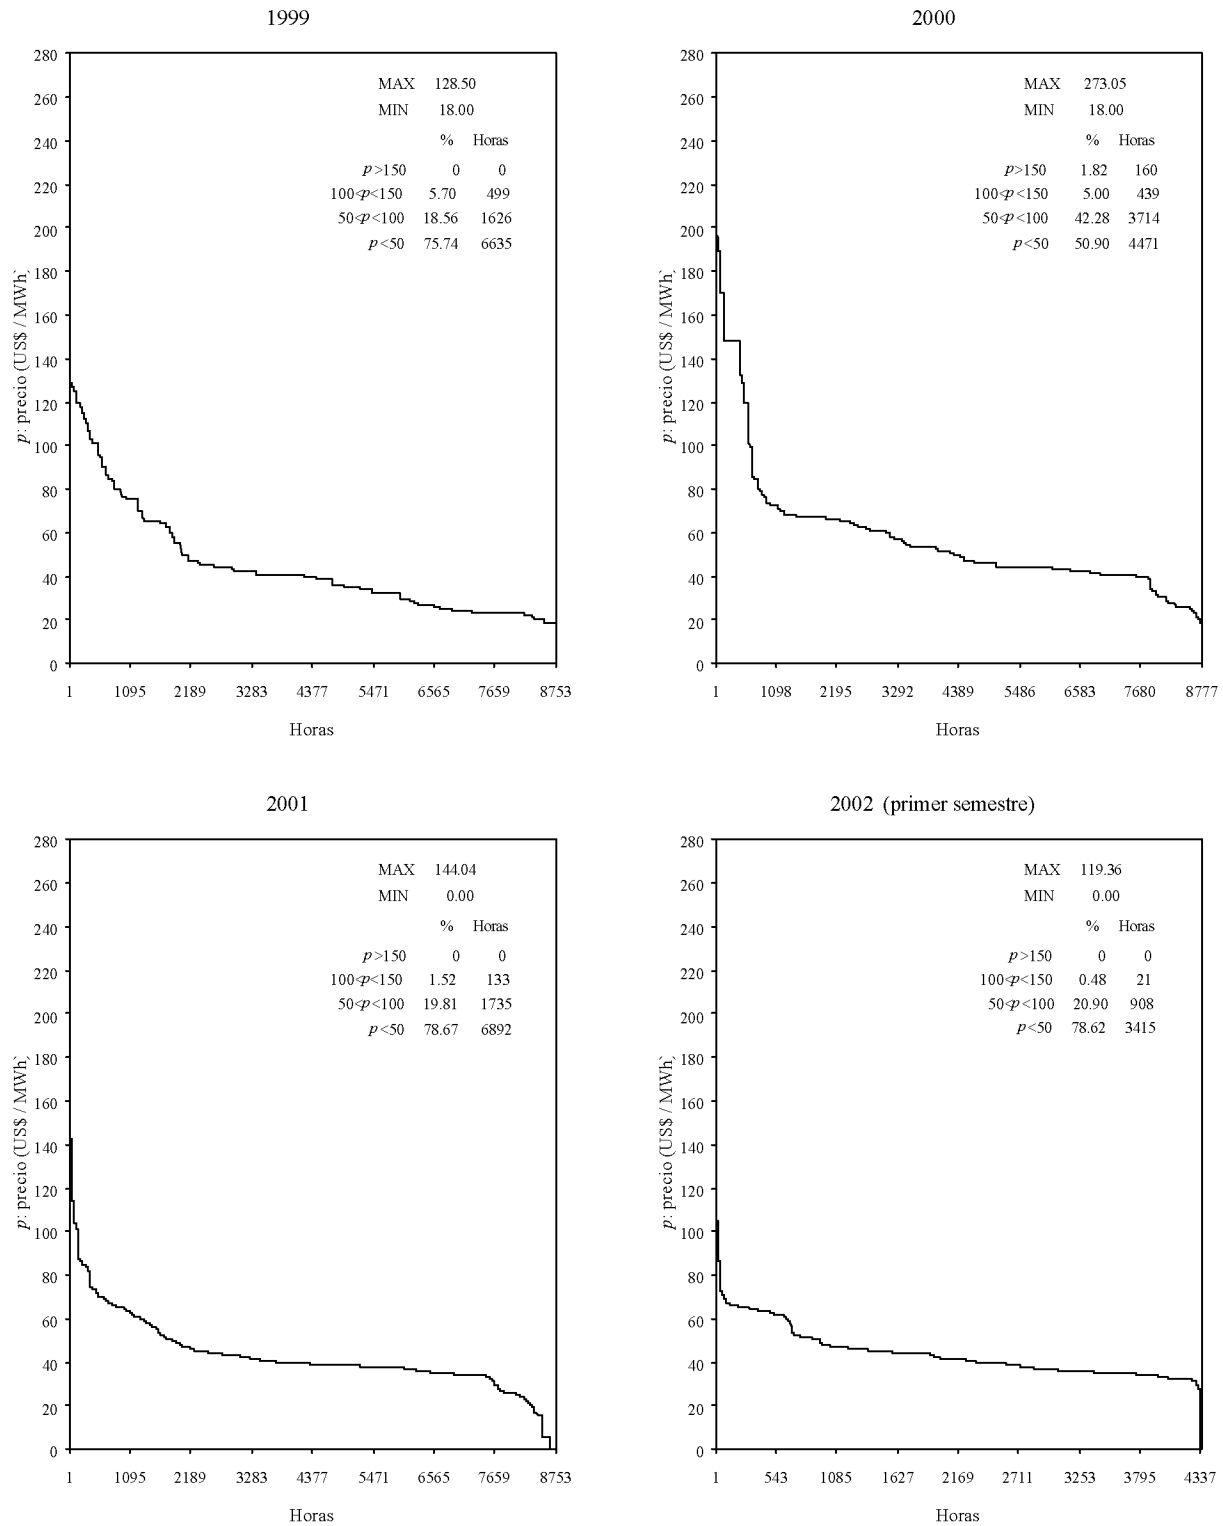 1999
280
260
240
220
200
180
160
140
120
100
80
60
40
20
0
p: precio (US$ / MWh)
MAX 128.50
MIN 18.00
% Horas
p>150 0 0
100<p<150 5.70 499
50<p<100 18.56 1626
p<50 75.74 6635
1 1095 2189 3283 4377 5471 6565 7659 8753
Horas
2000
280
260
240
220
200
180
160
140
120
100
80
60
40
20
0
p: precio (US$ / MWh)
MAX 273.05
MIN 18.00
% Horas
p>150 1.82 160
100<p<150 5.00 439
50<p<100 42.28 3714
p<50 50.90 4471
1 1098 2195 3292 4389 5486 6583 7680 8777
Horas
2001
280
260
240
220
200
180
160
140
120
100
80
60
40
20
0
p: precio (US$ / MWh)
MAX 144.04
MIN 0.00
% Horas
p>150 0 0
100<p<150 1.52 133
50<p<100 19.81 1735
p<50 78.67 6892
1 1095 2189 3283 4377 5471 6565 7659 8753
Horas
2002 (primer semestre)
280
260
240
220
200
180
160
140
120
100
80
60
40
20
0
p: precio (US$ / MWh)
MAX 119.36
MIN 0.00
% Horas
p>150 0 0
100<p<150 0.48 21
50<p<100 20.90 908
p<50 78.62 3415
1 543 1085 1627 2169 2711 3253 3795 4337
Horas